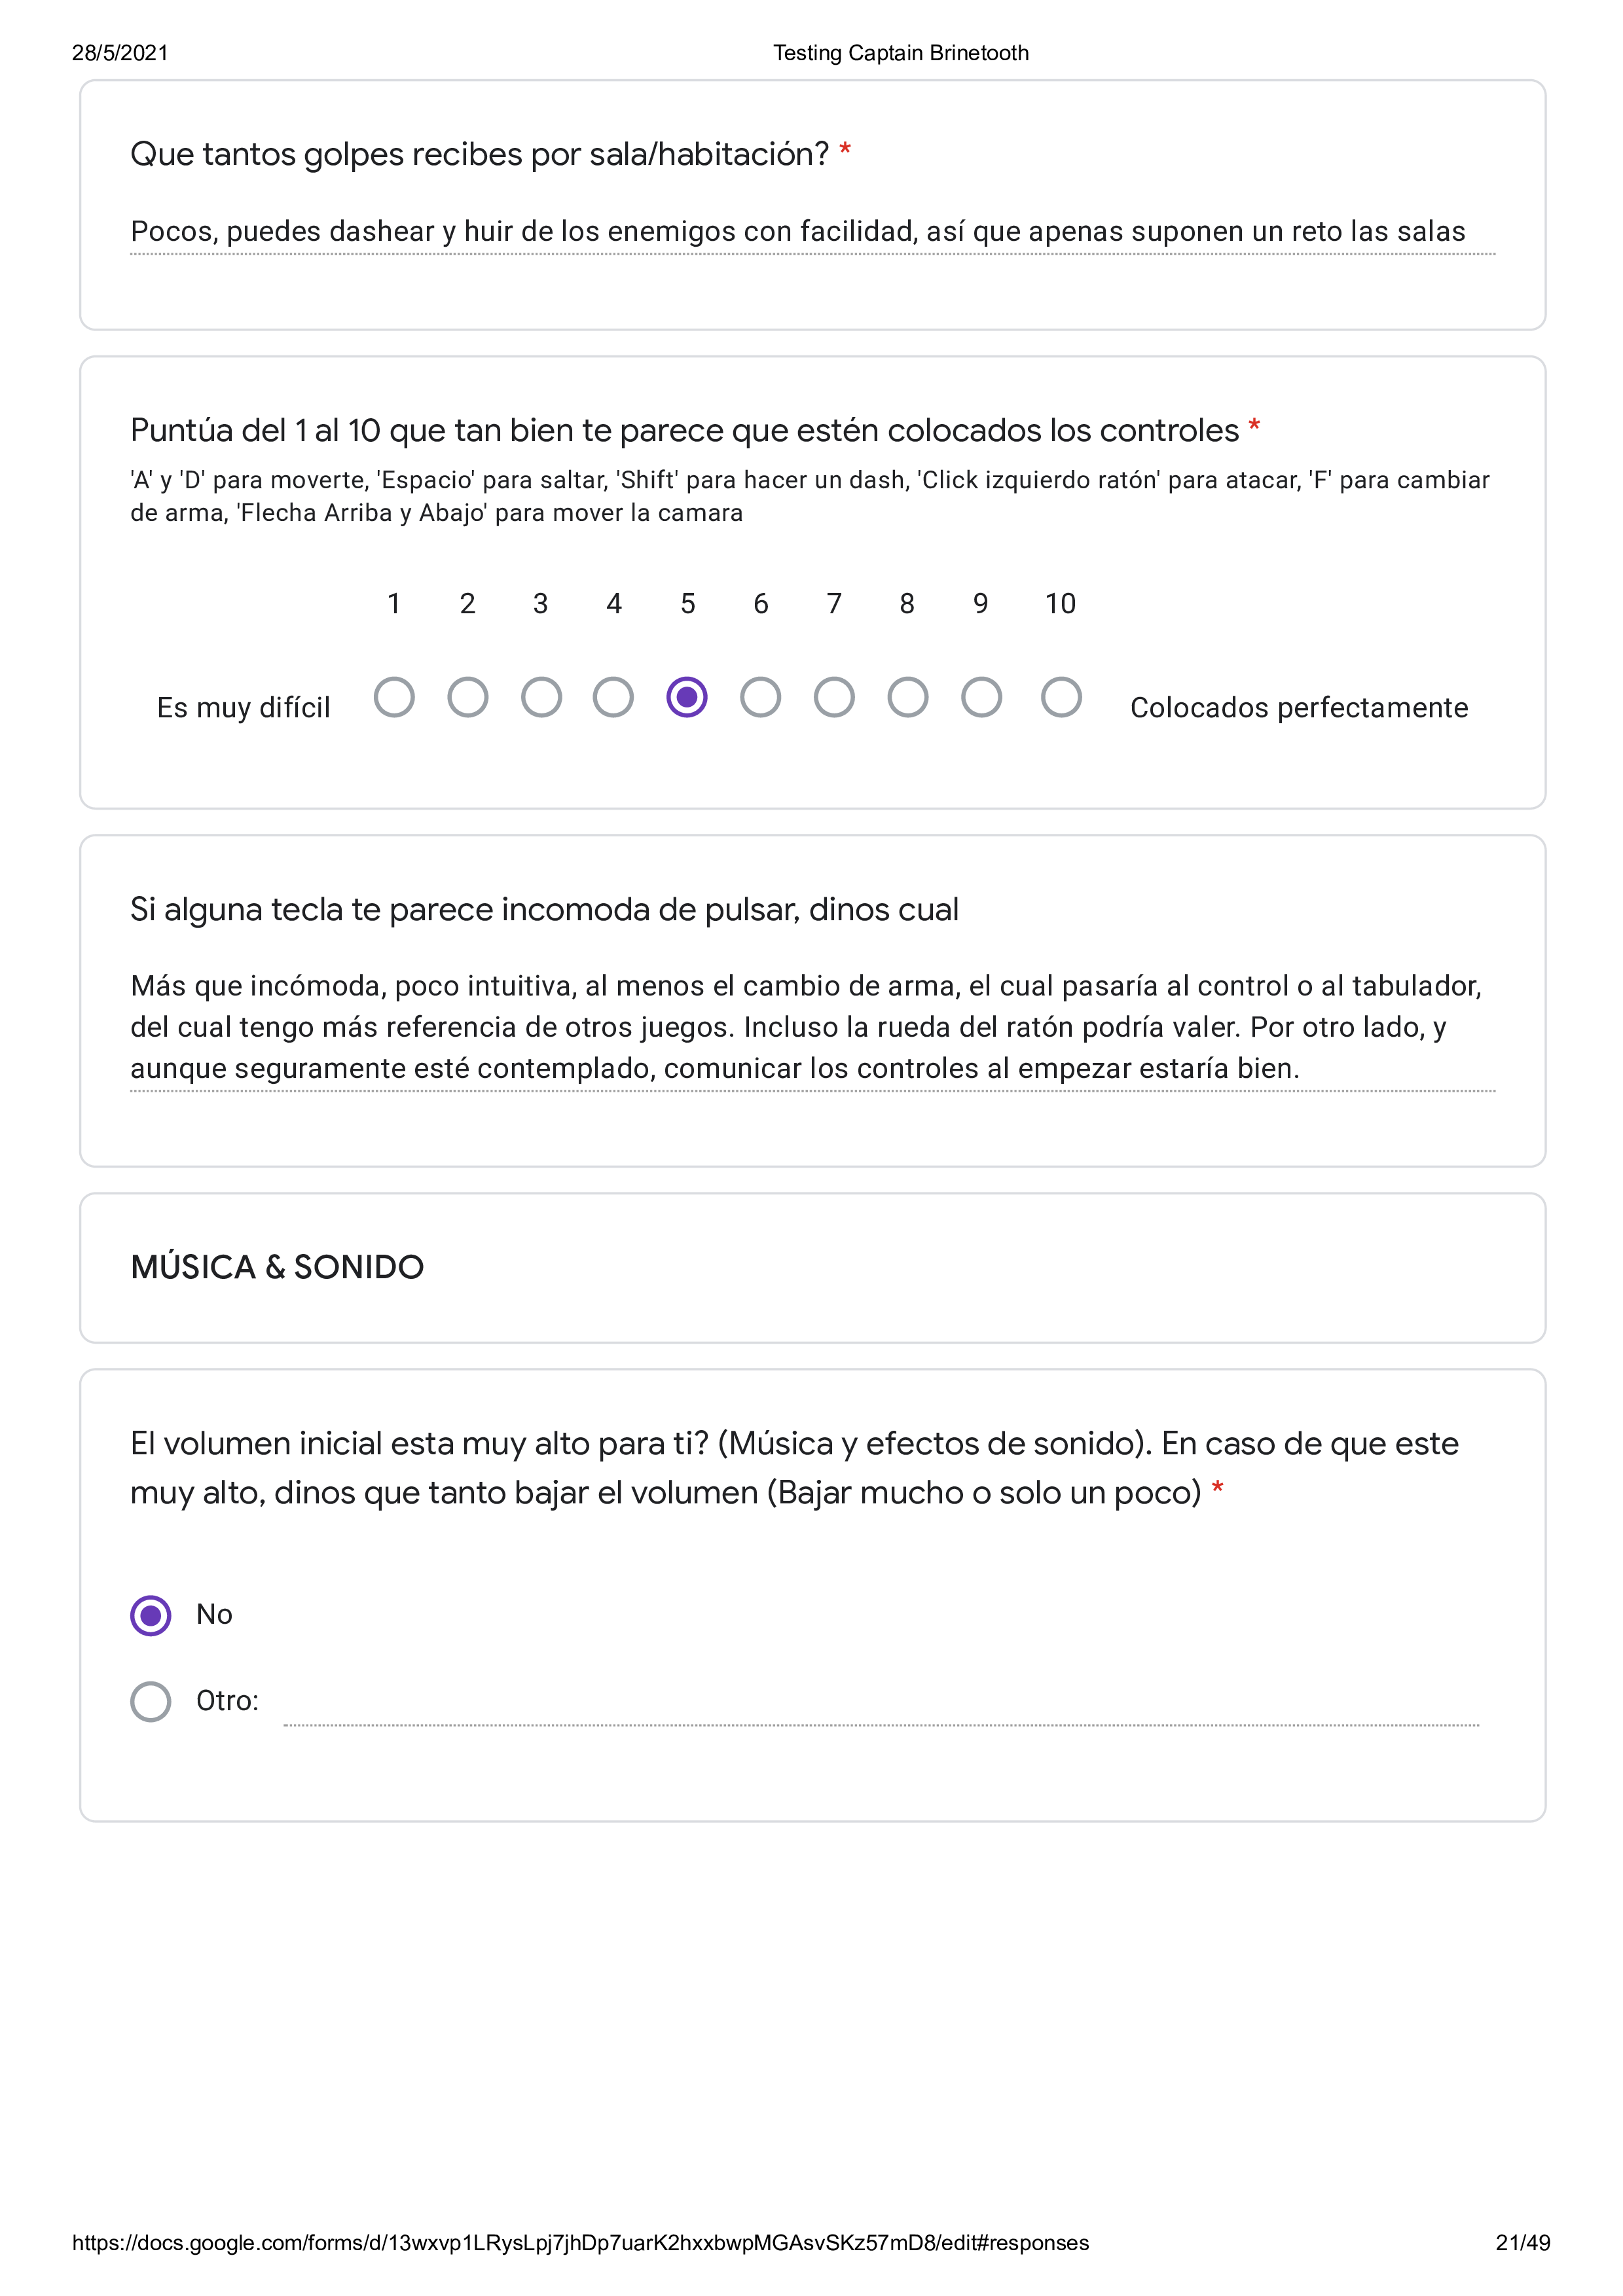 28/5/2021
Testing Captain Brinetooth
Que tantos golpes recibes por sala/habitación? *
Pocos, puedes dashear y huir de los enemigos con facilidad, así que apenas suponen un reto las salas
Puntúa del 1 al 10 que tan bien te parece que estén colocados los controles *
'A' y 'D' para moverte, 'Espacio' para saltar, 'Shift' para hacer un dash, 'Click izquierdo ratón' para atacar, 'F' para cambiar
de arma, 'Flecha Arriba y Abajo' para mover la camara
1 2 3 4 5 6 7 8 9 10
Es muy difícil
Colocados perfectamente
Si alguna tecla te parece incomoda de pulsar, dinos cual
Más que incómoda, poco intuitiva, al menos el cambio de arma, el cual pasaría al control o al tabulador,
del cual tengo más referencia de otros juegos. Incluso la rueda del ratón podría valer. Por otro lado, y
aunque seguramente esté contemplado, comunicar los controles al empezar estaría bien.
MÚSICA & SONIDO
El volumen inicial esta muy alto para ti? (Música y efectos de sonido). En caso de que este
muy alto, dinos que tanto bajar el volumen (Bajar mucho o solo un poco) *
No
Otro:
https://docs.google.com/forms/d/13wxvp1LRysLpj7jhDp7uarK2hxxbwpMGAsvSKz57mD8/edit#responses
21/49